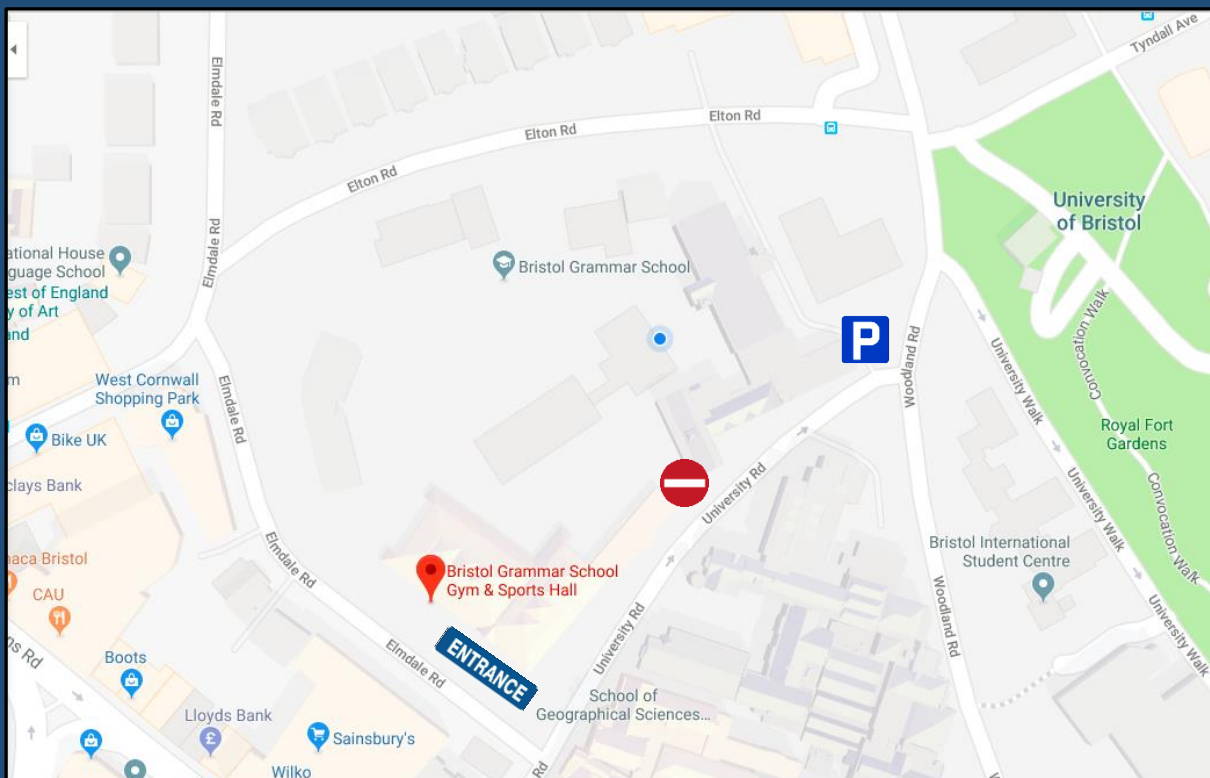 Tyndall Ave
Elmdale Rd
Elton Rd
Elton Rd
Elton Rd
University
of Bristol
Elmdale Rd
ational House
guage School
est of England
y of Art
and
Bristol Grammar School
P
Woodland Rd
University Walk
Convocation Walk
m
West Cornwall
Shopping Park
Elmdale Rd
Bike UK
Royal Fort
Gardens
clays Bank
University Rd
University Walk
Convocation Walk
Elmdale Rd
naca Bristol
CAU
Bristol Grammar School
Gym & Sports Hall
Bristol International
Student Centre
Woodland Rd
University Rd
University Walk
ns Rd
Boots
Elmdale Rd
ENTRANCE
School of
Geographical Sciences...
Lloyds Bank
£
Sainsbury's
Wilko
Rd